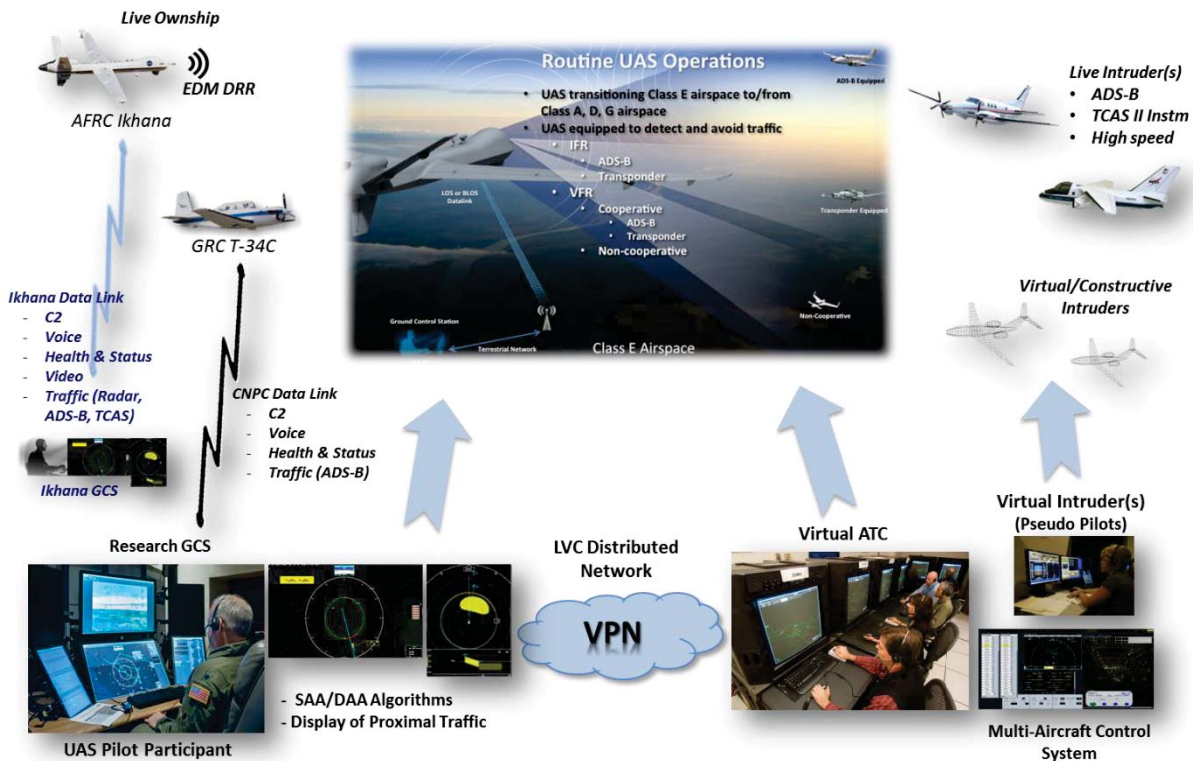 Live Ownship
EDM DRR
AFRC Ikhana
GRC T-34C
Ikhana Data Link
- C2
- Voice
- Health & Status
- Video
- Traffic (Radar,
ADS-B, TCAS)
Ikhana GCS
CNPC Data Link
- C2
- Voice
- Health & Status
- Traffic (ADS-B)
Routine UAS Operations
• UAS transitioning Class E airspace to/from
Class A, D, G airspace
• UAS equipped to detect and avoid traffic
• IFR
• ADS-B
• Transponder
• VFR
• Cooperative
• ADS-B
• Transponder
• Non-cooperative
ADS-B Equipped
LOS or BLOS
Datalink
Transponder Equipped
Non-Cooperative
Ground Control Station
Terrestrial Network
Class E Airspace
Live Intruder(s)
• ADS-B
• TCAS II Instm
• High speed
Virtual/Constructive
Intruders
Research GCS
UAS Pilot Participant
- SAA/DAA Algorithms
- Display of Proximal Traffic
LVC Distributed
Network
VPN
Virtual ATC
Virtual Intruder(s)
(Pseudo Pilots)
Multi-Aircraft Control
System